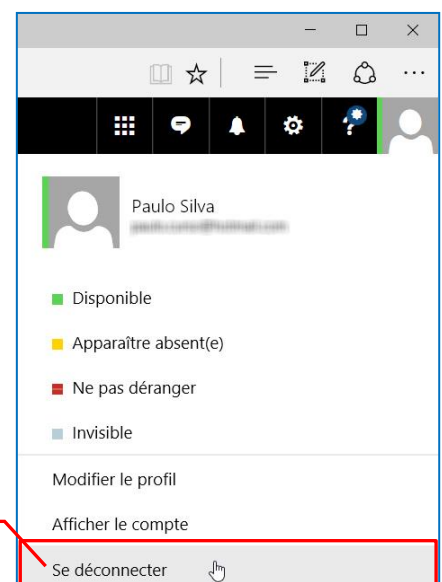 Paulo Silva
Disponible
Apparaître absent(e)
Ne pas déranger
Invisible
Modifier le profil
Afficher le compte
Se déconnecter